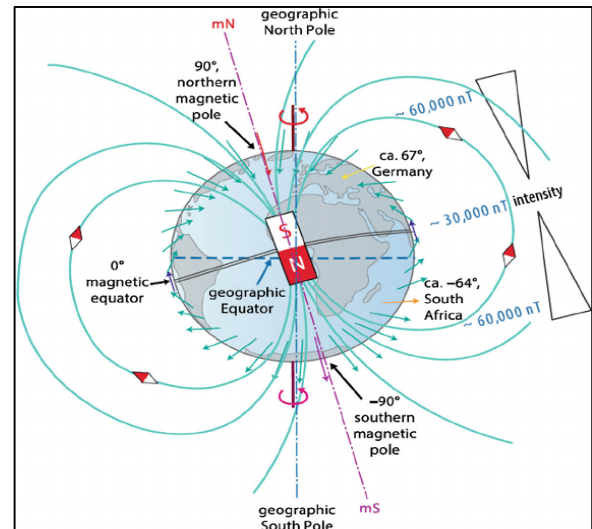 geographic
North Pole
mN
90°,
northern
magnetic
pole
~ 60,000 nT
ca. 67°,
Germany
intensity
~ 30,000 nT
S
N
0°
magnetic
equator
geographic
Equator
ca. –64°,
South
Africa
~ 60,000 nT
–90°
southern
magnetic
pole
geographic
South Pole
mS